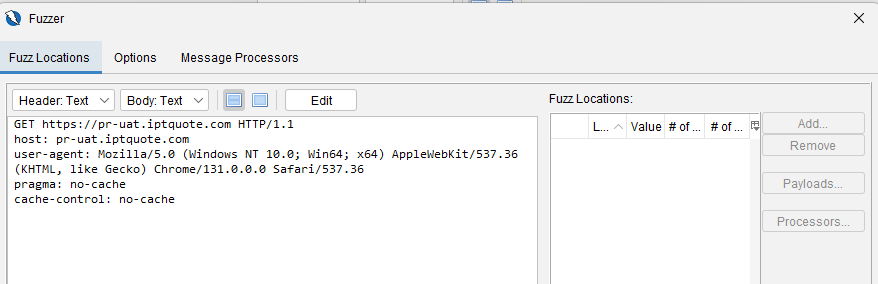 Fuzzer
Fuzz Locations Options Message Processors
Header: Text Body: Text Edit
Fuzz Locations:
GET https://pr-uat.iptquote.com HTTP/1.1
host: pr-uat.iptquote.com
user-agent: Mozilla/5.0 (Windows NT 10.0; Win64; x64) AppleWebKit/537.36
(KHTML, like Gecko) Chrome/131.0.0.0 Safari/537.36
pragma: no-cache
cache-control: no-cache
L... Value # of ... # of ...
Add...
Remove
Payloads...
Processors...